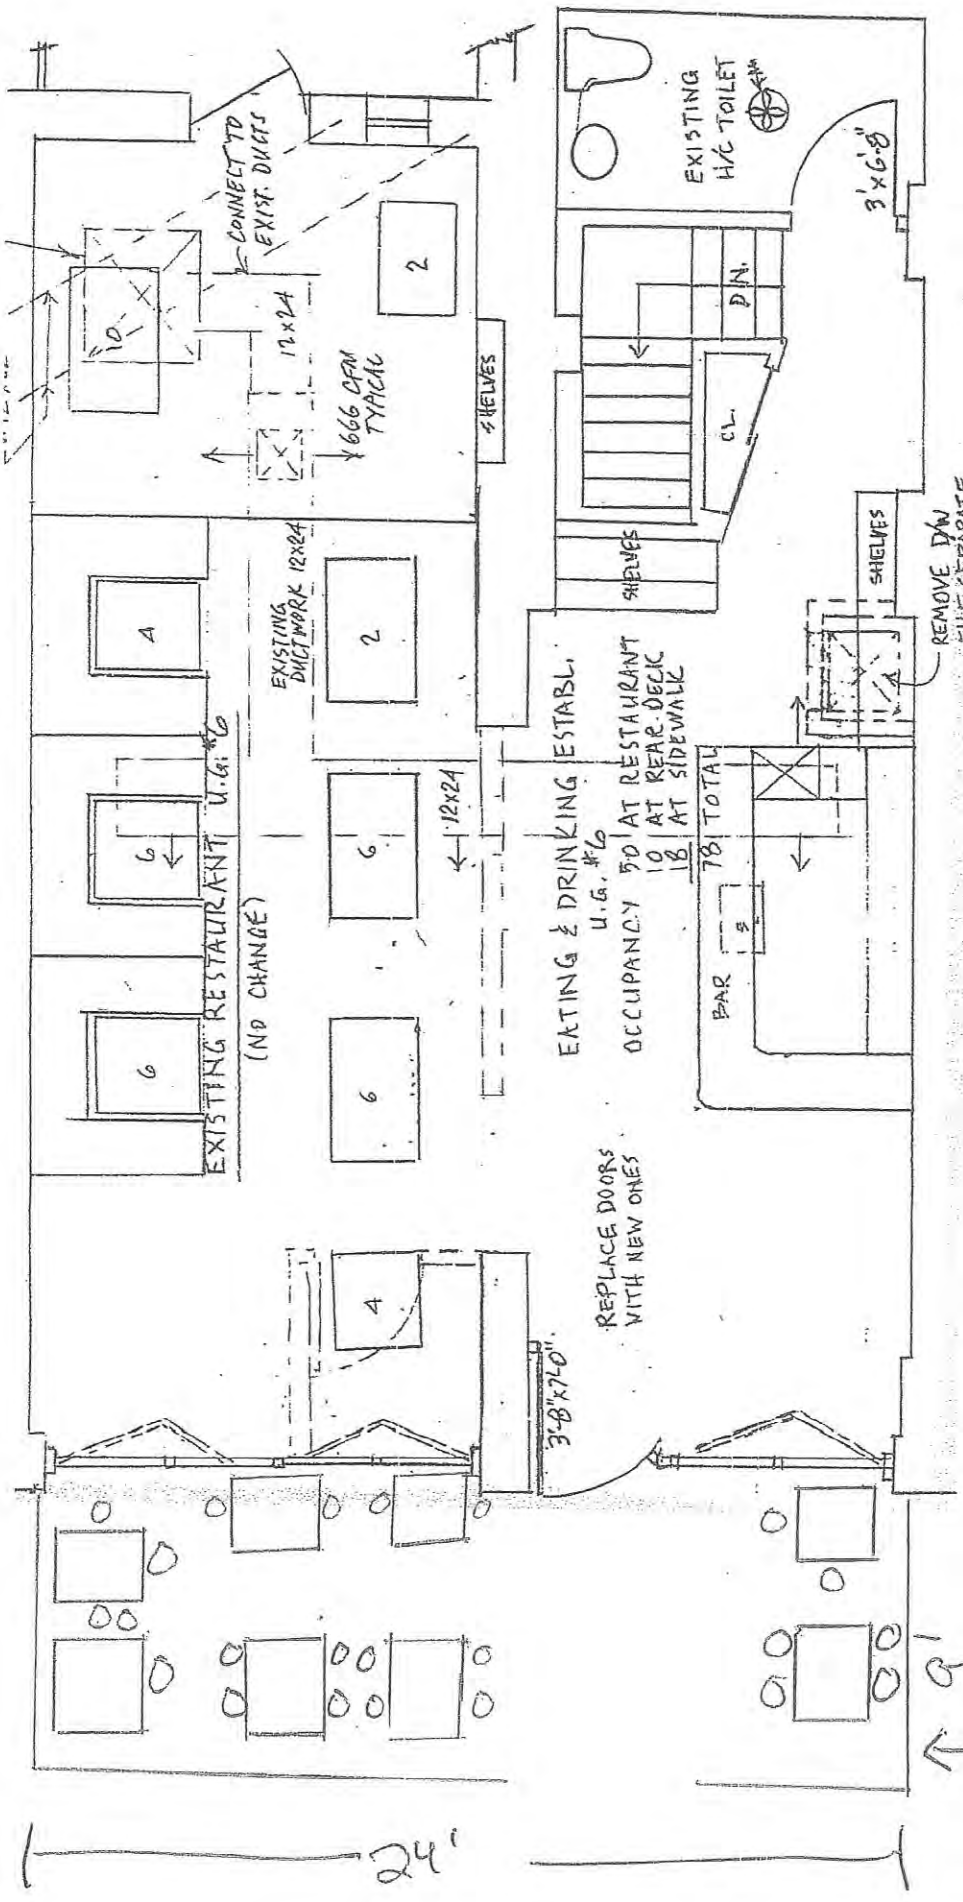 CONNECT TO
EXIST. DUCTS
10
12x24
2
666 CFM
TYPICAL
SHELVES
EXISTING
H/C TOILET
3'x6'-8"
DN.
CL.
SHELVES
SHELVES
REMOVE D/W
4
6
6
EXISTING RESTAURANT U.G. #6
(NO CHANGE)
EXISTING
DUCTWORK 12x24
2
6
6
4
12x24
EATING & DRINKING ESTABL.
U.G. #6
OCCUPANCY 50 AT RESTAURANT
10 AT REAR DECK
18 AT SIDEWALK
78 TOTAL
BAR
S
REPLACE DOORS
WITH NEW ONES
3'-8"x7'-0"
24'
9'